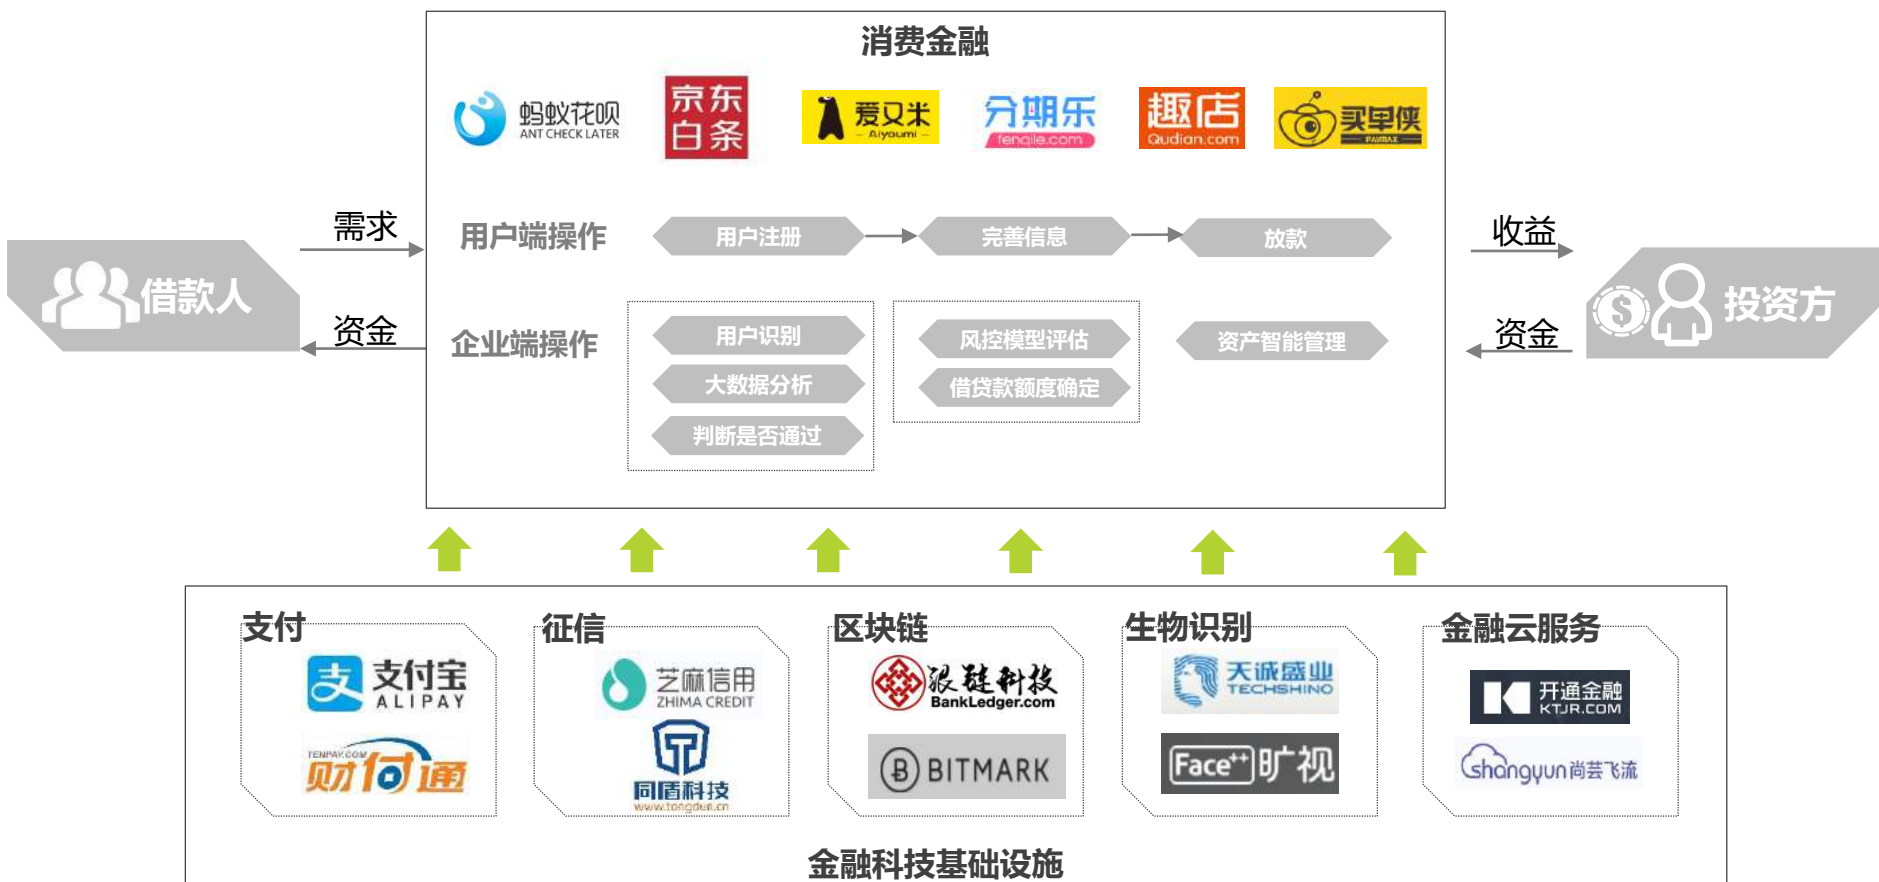 消费金融
蚂蚁花呗
ANT CHECK LATER
京东
白条
爱又米
Aiyoumi
分期乐
fenqile.com
趣店
Qudian.com
买单侠
PAYMAX
需求
资金
借款人
用户端操作
用户注册
完善信息
放款
企业端操作
用户识别
大数据分析
判断是否通过
风控模型评估
借贷款额度确定
资产智能管理
收益
资金
$
投资方
支付
支
支付宝
ALIPAY
TENPAY.COM
财付通
征信
芝麻信用
ZHIMA CREDIT
同盾科技
www.tongdun.cn
区块链
银链科技
BankLedger.com
BITMARK
生物识别
天诚盛业
TECHSHINO
Face++旷视
金融云服务
开通金融
KTJR.COM
shangyun尚芸飞流
金融科技基础设施